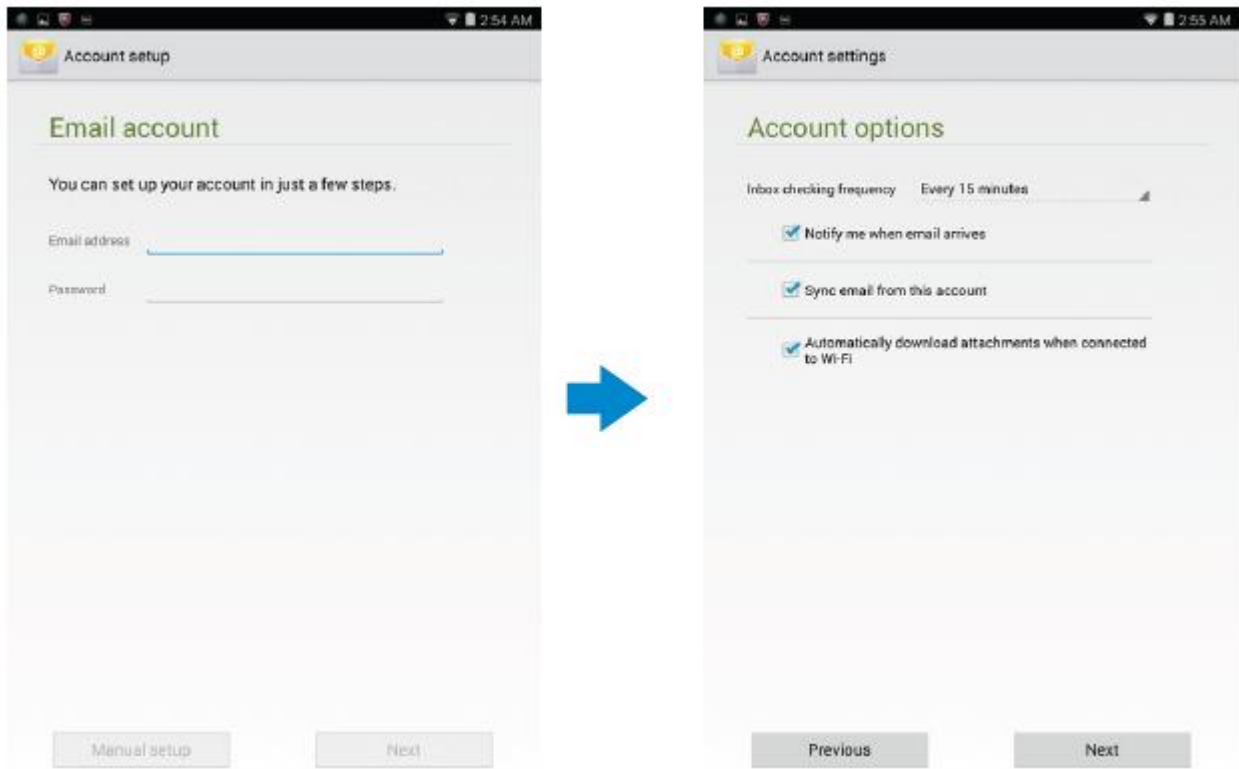 2:54 AM
Account setup
Email account
You can set up your account in just a few steps.
Email address
Password
Manual setup
Next
2:55 AM
Account settings
Account options
Inbox checking frequency Every 15 minutes
Notify me when email arrives
Sync email from this account
Automatically download attachments when connected
to Wi-Fi
Previous
Next